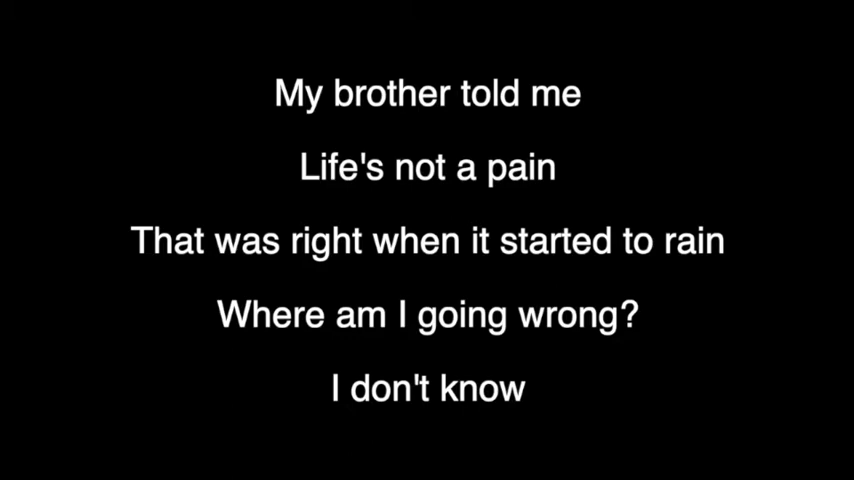 My brother told me
Life's not a pain
That was right when it started to rain
Where am I going wrong?
I don't know